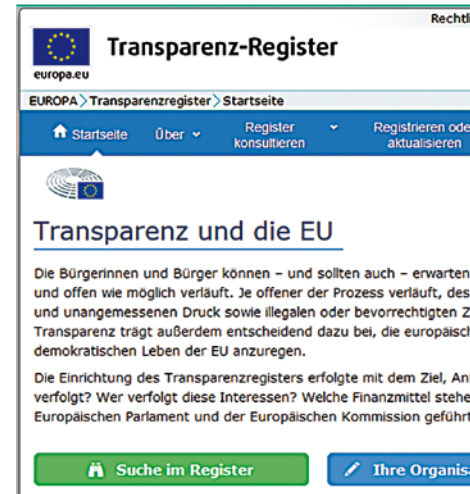 Rechtli
Transparenz-Register
europa.eu
EUROPA > Transparenzregister > Startseite
Startseite Über Register konsultieren Registrieren ode aktualisieren
Transparenz und die EU
Die Bürgerinnen und Bürger können – und sollten auch – erwarten
und offen wie möglich verläuft. Je offener der Prozess verläuft, des
und unangemessenen Druck sowie illegalen oder bevorrechtigten Z
Transparenz trägt außerdem entscheidend dazu bei, die europäisch
demokratischen Leben der EU anzuregen.
Die Einrichtung des Transparenzregisters erfolgte mit dem Ziel, Ant
verfolgt? Wer verfolgt diese Interessen? Welche Finanzmittel stehe
Europäischen Parlament und der Europäischen Kommission geführt
Suche im Register
Ihre Organisa